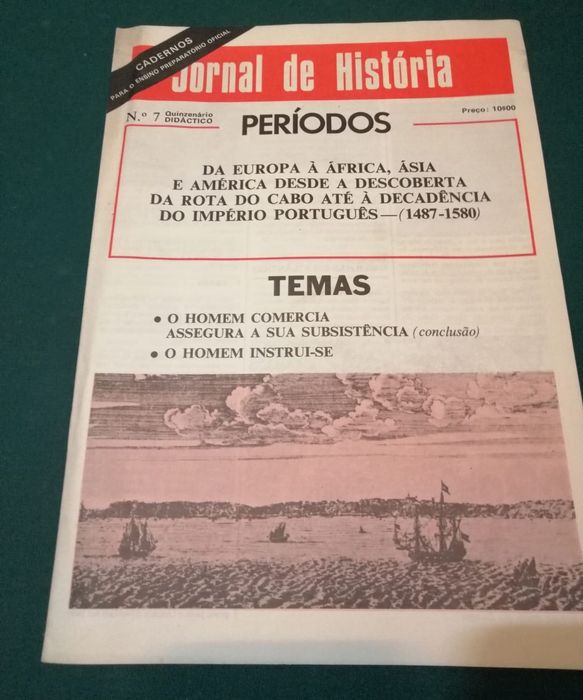 CADERNOS
PARA O ENSINO PREPARATÓRIO OFICIAL
Jornal de História
N.º 7 Quinzenário
DIDÁCTICO
Preço: 10$00
PERÍODOS
DA EUROPA À ÁFRICA, ÁSIA
E AMÉRICA DESDE A DESCOBERTA
DA ROTA DO CABO ATÉ À DECADÊNCIA
DO IMPÉRIO PORTUGUÊS—(1487-1580)
TEMAS
• O HOMEM COMERCIA
ASSEGURA A SUA SUBSISTÊNCIA (conclusão)
• O HOMEM INSTRUI-SE